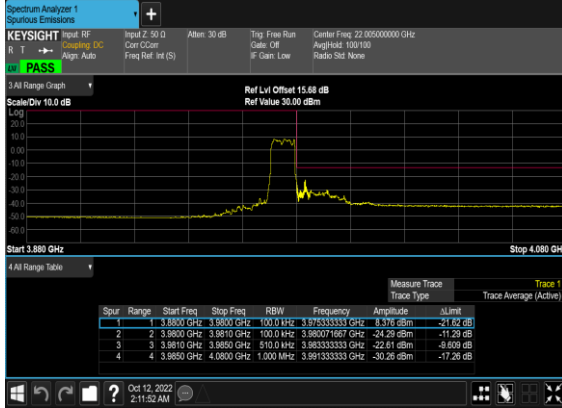 Spectrum Analyzer 1
Spurious Emissions
KEYSIGHT Input: RF Input Z: 50 Ω Atten: 30 dB Trig: Free Run Center Freq: 22.005000000 GHz
R T Coupling: DC Corr CCorr Gate: Off Avg|Hold: 100/100
Align: Auto Freq Ref: Int (S) IF Gain: Low Radio Std: None
PASS
3 All Range Graph
Ref Lvl Offset 15.68 dB
Scale/Div 10.0 dB Ref Value 30.00 dBm
Log
20.0
10.0
0.00
-10.0
-20.0
-30.0
-40.0
-50.0
-60.0
Start 3.880 GHz Stop 4.080 GH
4 All Range Table
Measure Trace Trace 1
Trace Type Trace Average (Active)
Spur Range Start Freq Stop Freq RBW Frequency Amplitude ΔLimit
1 1 3.8800 GHz 3.9800 GHz 100.0 kHz 3.975333333 GHz 8.376 dBm -21.62 dB
2 2 3.9800 GHz 3.9810 GHz 100.0 kHz 3.980071667 GHz -24.29 dBm -11.29 dB
3 3 3.9810 GHz 3.9850 GHz 510.0 kHz 3.983333333 GHz -22.61 dBm -9.609 dB
4 4 3.9850 GHz 4.0800 GHz 1.000 MHz 3.991333333 GHz -30.26 dBm -17.26 dB
Oct 12, 2022
2:11:52 AM